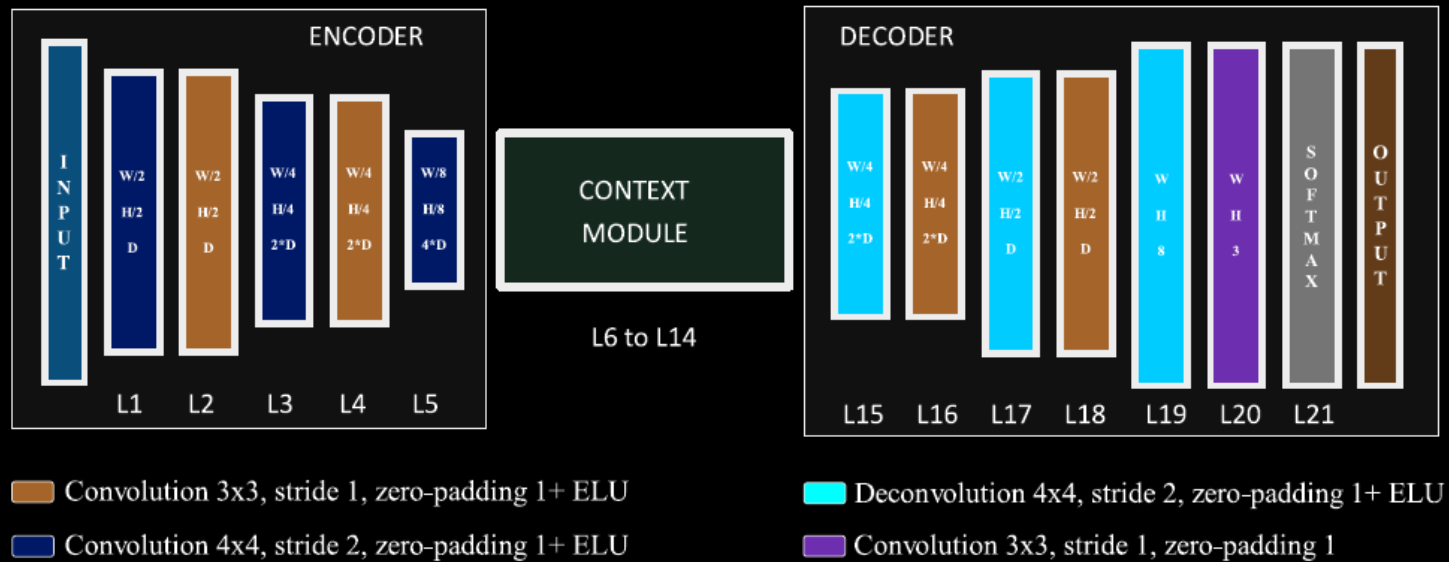 ENCODER
INPUT
W/2
H/2
D
W/2
H/2
D
W/4
H/4
2*D
W/4
H/4
2*D
W/8
H/8
4*D
L1
L2
L3
L4
L5
CONTEXT
MODULE
L6 to L14
DECODER
W/4
H/4
2*D
W/4
H/4
2*D
W/2
H/2
D
W/2
H/2
D
W
H
8
W
H
3
SOFTMAX
OUTPUT
L15
L16
L17
L18
L19
L20
L21
Convolution 3x3, stride 1, zero-padding 1+ ELU
Convolution 4x4, stride 2, zero-padding 1+ ELU
Deconvolution 4x4, stride 2, zero-padding 1+ ELU
Convolution 3x3, stride 1, zero-padding 1